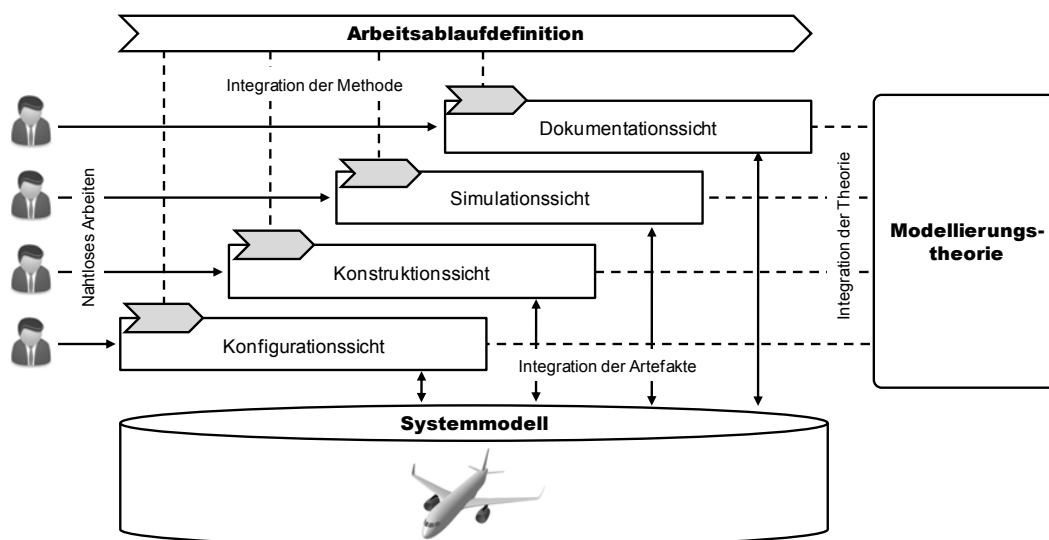 Arbeitsablaufdefinition
Integration der Methode
Dokumentationssicht
Simulationssicht
Konstruktionssicht
Konfigurationssicht
Nahtloses Arbeiten
Integration der Theorie
Modellierungs-
theorie
Integration der Artefakte
Systemmodell